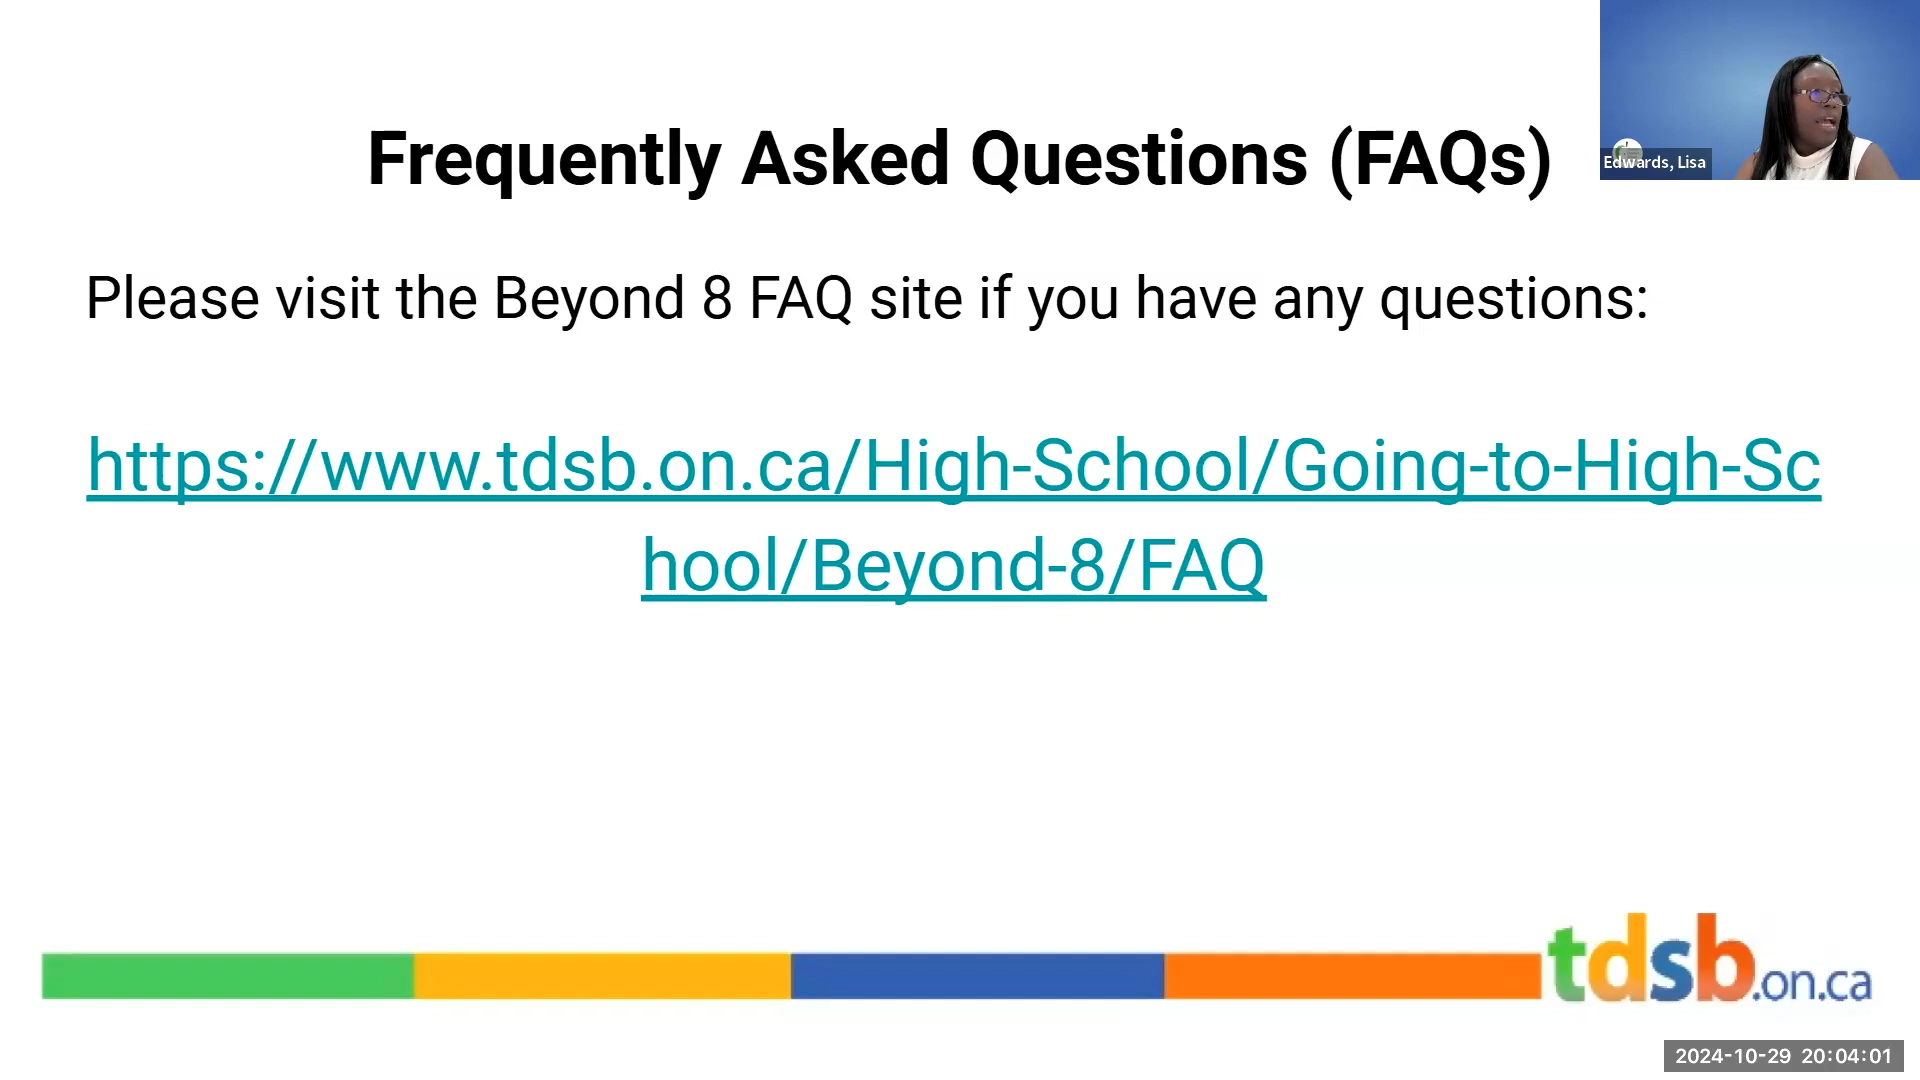 Frequently Asked Questions (FAQs)
Edwards, Lisa
Please visit the Beyond 8 FAQ site if you have any questions:
https://www.tdsb.on.ca/High-School/Going-to-High-Sc
hool/Beyond-8/FAQ
tdsb.on.ca
2024-10-29 20:04:01